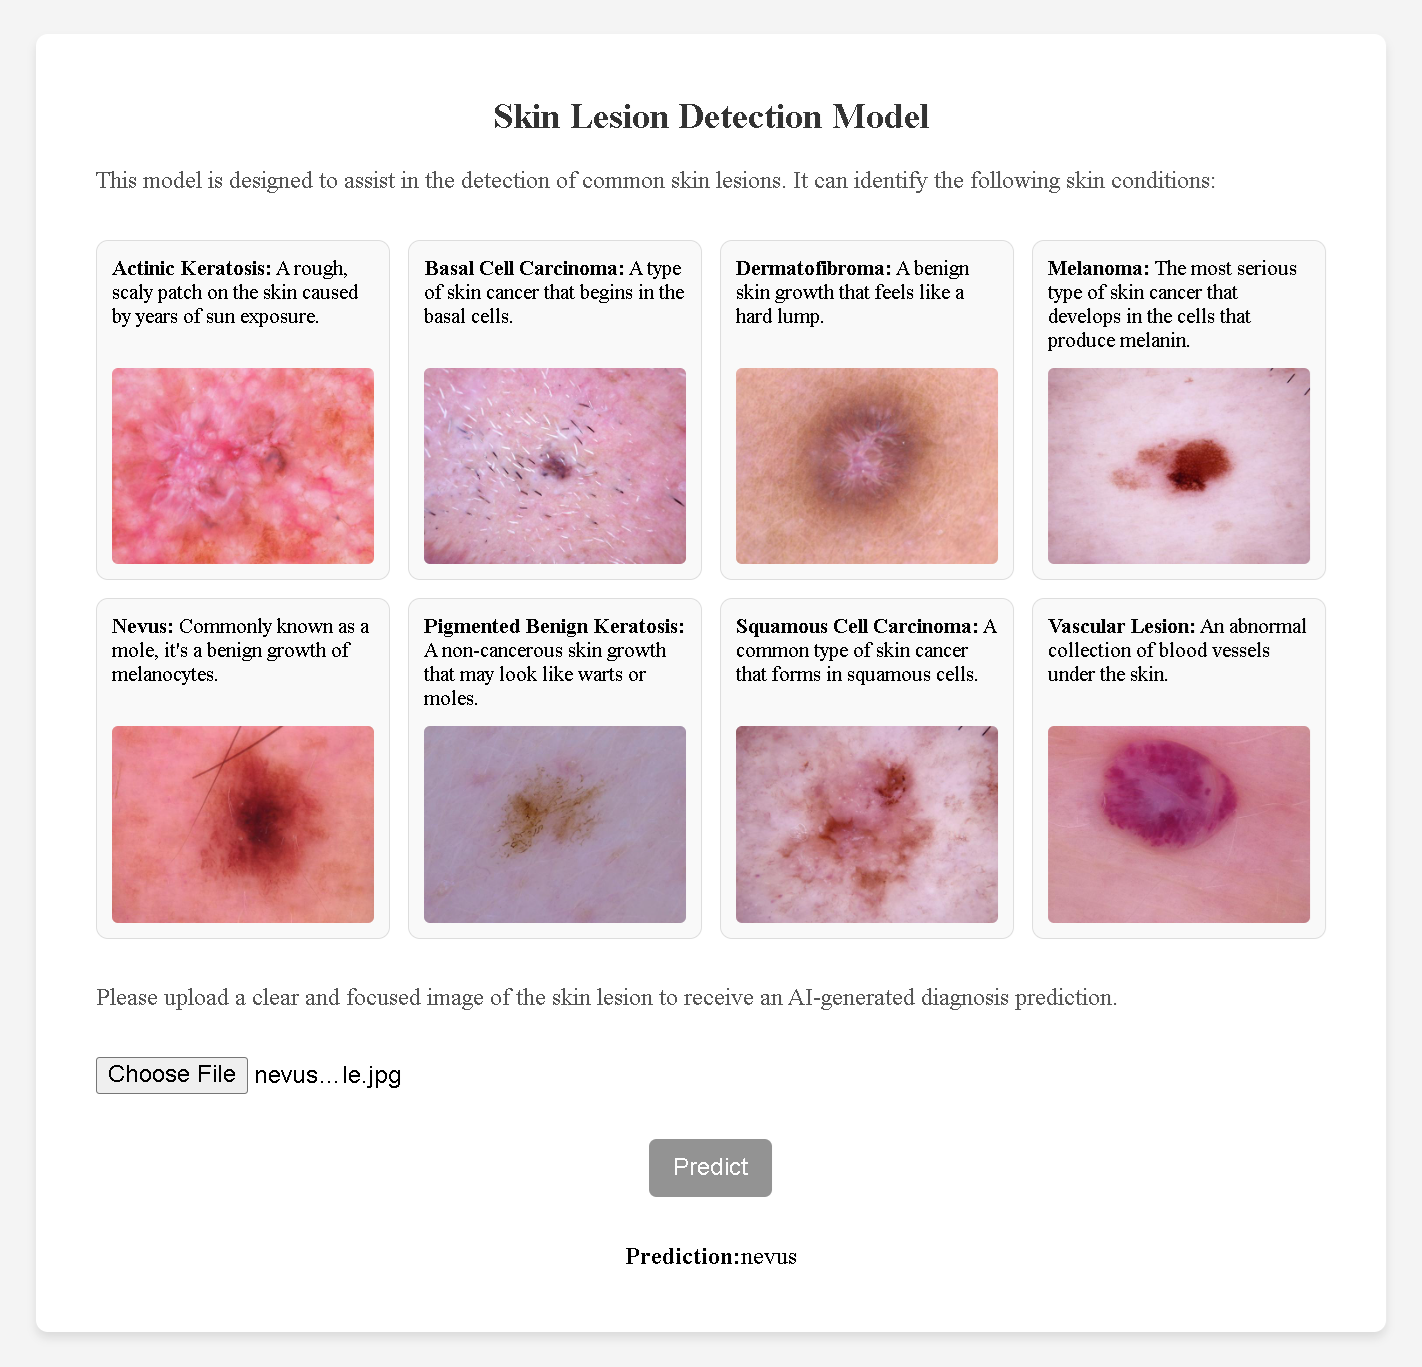 Skin Lesion Detection Model
This model is designed to assist in the detection of common skin lesions. It can identify the following skin conditions:
Actinic Keratosis: A rough,
scaly patch on the skin caused
by years of sun exposure.
Basal Cell Carcinoma: A type
of skin cancer that begins in the
basal cells.
Dermatofibroma: A benign
skin growth that feels like a
hard lump.
Melanoma: The most serious
type of skin cancer that
develops in the cells that
produce melanin.
Nevus: Commonly known as a
mole, it's a benign growth of
melanocytes.
Pigmented Benign Keratosis:
A non-cancerous skin growth
that may look like warts or
moles.
Squamous Cell Carcinoma: A
common type of skin cancer
that forms in squamous cells.
Vascular Lesion: An abnormal
collection of blood vessels
under the skin.
Please upload a clear and focused image of the skin lesion to receive an AI-generated diagnosis prediction.
Choose File nevus...le.jpg
Predict
Prediction:nevus